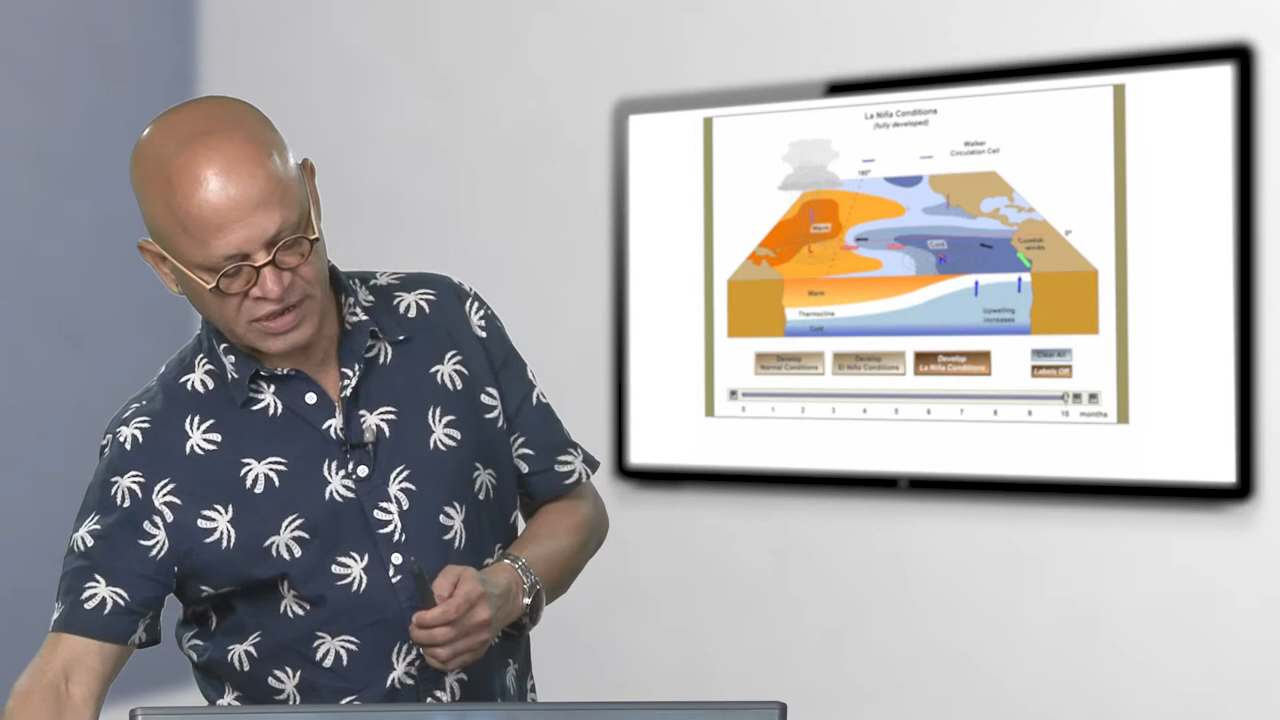 La Niña Conditions
(fully developed)
Walker
Circulation Cell
180°
0°
Warm
L
Cold
H
Coastal
winds
Warm
Thermocline
Cold
Upwelling
increases
Develop
Normal Conditions
Develop
El Niño Conditions
Develop
La Niña Conditions
Clear All
Labels Off
0 1 2 3 4 5 6 7 8 9 10 months